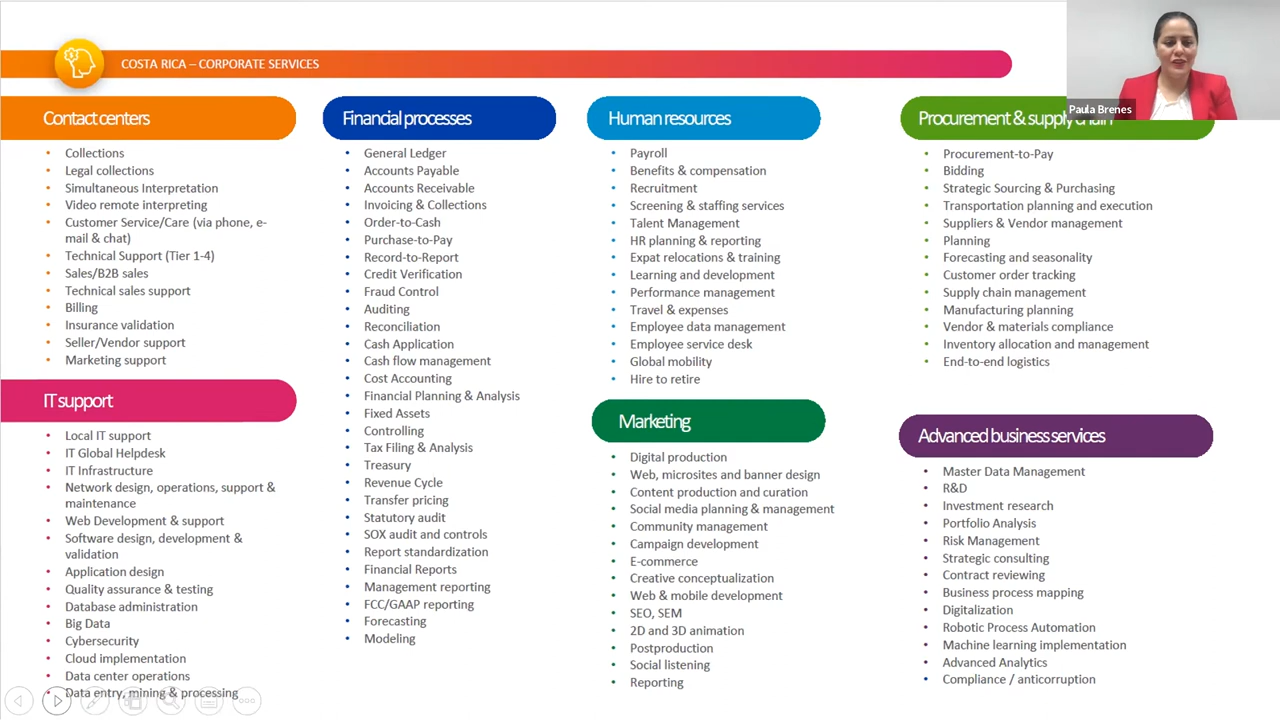 COSTA RICA – CORPORATE SERVICES
Paula Brenes
Contact centers
Collections
Legal collections
Simultaneous Interpretation
Video remote interpreting
Customer Service/Care (via phone, e-
mail & chat)
Technical Support (Tier 1-4)
Sales/B2B sales
Technical sales support
Billing
Insurance validation
Seller/Vendor support
Marketing support
IT support
Local IT support
IT Global Helpdesk
IT Infrastructure
Network design, operations, support &
maintenance
Web Development & support
Software design, development &
validation
Application design
Quality assurance & testing
Database administration
Big Data
Cybersecurity
Cloud implementation
Data center operations
Data entry, mining & processing
Financial processes
General Ledger
Accounts Payable
Accounts Receivable
Invoicing & Collections
Order-to-Cash
Purchase-to-Pay
Record-to-Report
Credit Verification
Fraud Control
Auditing
Reconciliation
Cash Application
Cash flow management
Cost Accounting
Financial Planning & Analysis
Fixed Assets
Controlling
Tax Filing & Analysis
Treasury
Revenue Cycle
Transfer pricing
Statutory audit
SOX audit and controls
Report standardization
Financial Reports
Management reporting
FCC/GAAP reporting
Forecasting
Modeling
Human resources
Payroll
Benefits & compensation
Recruitment
Screening & staffing services
Talent Management
HR planning & reporting
Expat relocations & training
Learning and development
Performance management
Travel & expenses
Employee data management
Employee service desk
Global mobility
Hire to retire
Marketing
Digital production
Web, microsites and banner design
Content production and curation
Social media planning & management
Community management
Campaign development
E-commerce
Creative conceptualization
Web & mobile development
SEO, SEM
2D and 3D animation
Postproduction
Social listening
Reporting
Procurement & supply chain
Procurement-to-Pay
Bidding
Strategic Sourcing & Purchasing
Transportation planning and execution
Suppliers & Vendor management
Planning
Forecasting and seasonality
Customer order tracking
Supply chain management
Manufacturing planning
Vendor & materials compliance
Inventory allocation and management
End-to-end logistics
Advanced business services
Master Data Management
R&D
Investment research
Portfolio Analysis
Risk Management
Strategic consulting
Contract reviewing
Business process mapping
Digitalization
Robotic Process Automation
Machine learning implementation
Advanced Analytics
Compliance / anticorruption